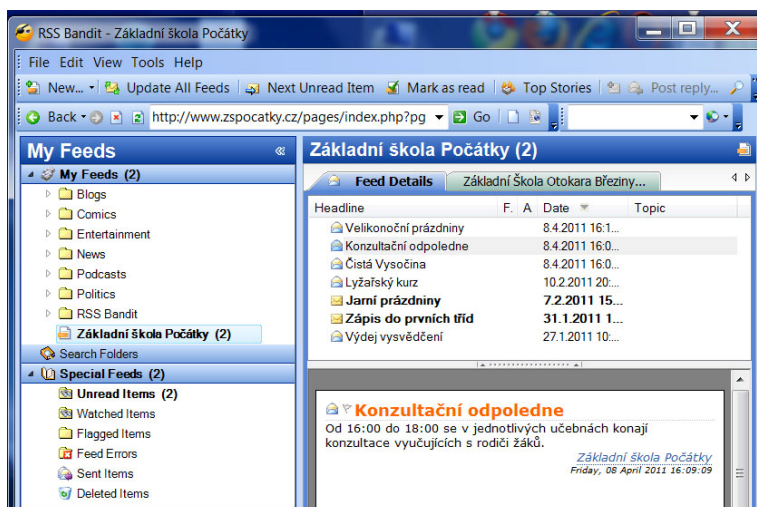 RSS Bandit - Základní škola Počátky
File Edit View Tools Help
New... Update All Feeds Next Unread Item Mark as read Top Stories Post reply...
Back http://www.zspocatky.cz/pages/index.php?pg Go
My Feeds
My Feeds (2)
Blogs
Comics
Entertainment
News
Podcasts
Politics
RSS Bandit
Základní škola Počátky (2)
Search Folders
Special Feeds (2)
Unread Items (2)
Watched Items
Flagged Items
Feed Errors
Sent Items
Deleted Items
Základní škola Počátky (2)
Feed Details Základní Škola Otokara Březiny...
Headline F. A Date Topic
Velikonoční prázdniny 8.4.2011 16:1...
Konzultační odpoledne 8.4.2011 16:0...
Čistá Vysočina 8.4.2011 16:0...
Lyžařský kurz 10.2.2011 20:...
Jarní prázdniny 7.2.2011 15...
Zápis do prvních tříd 31.1.2011 1...
Výdej vysvědčení 27.1.2011 10:...
Konzultační odpoledne
Od 16:00 do 18:00 se v jednotlivých učebnách konají
konzultace vyučujících s rodiči žáků.
Základní škola Počátky
Friday, 08 April 2011 16:09:09